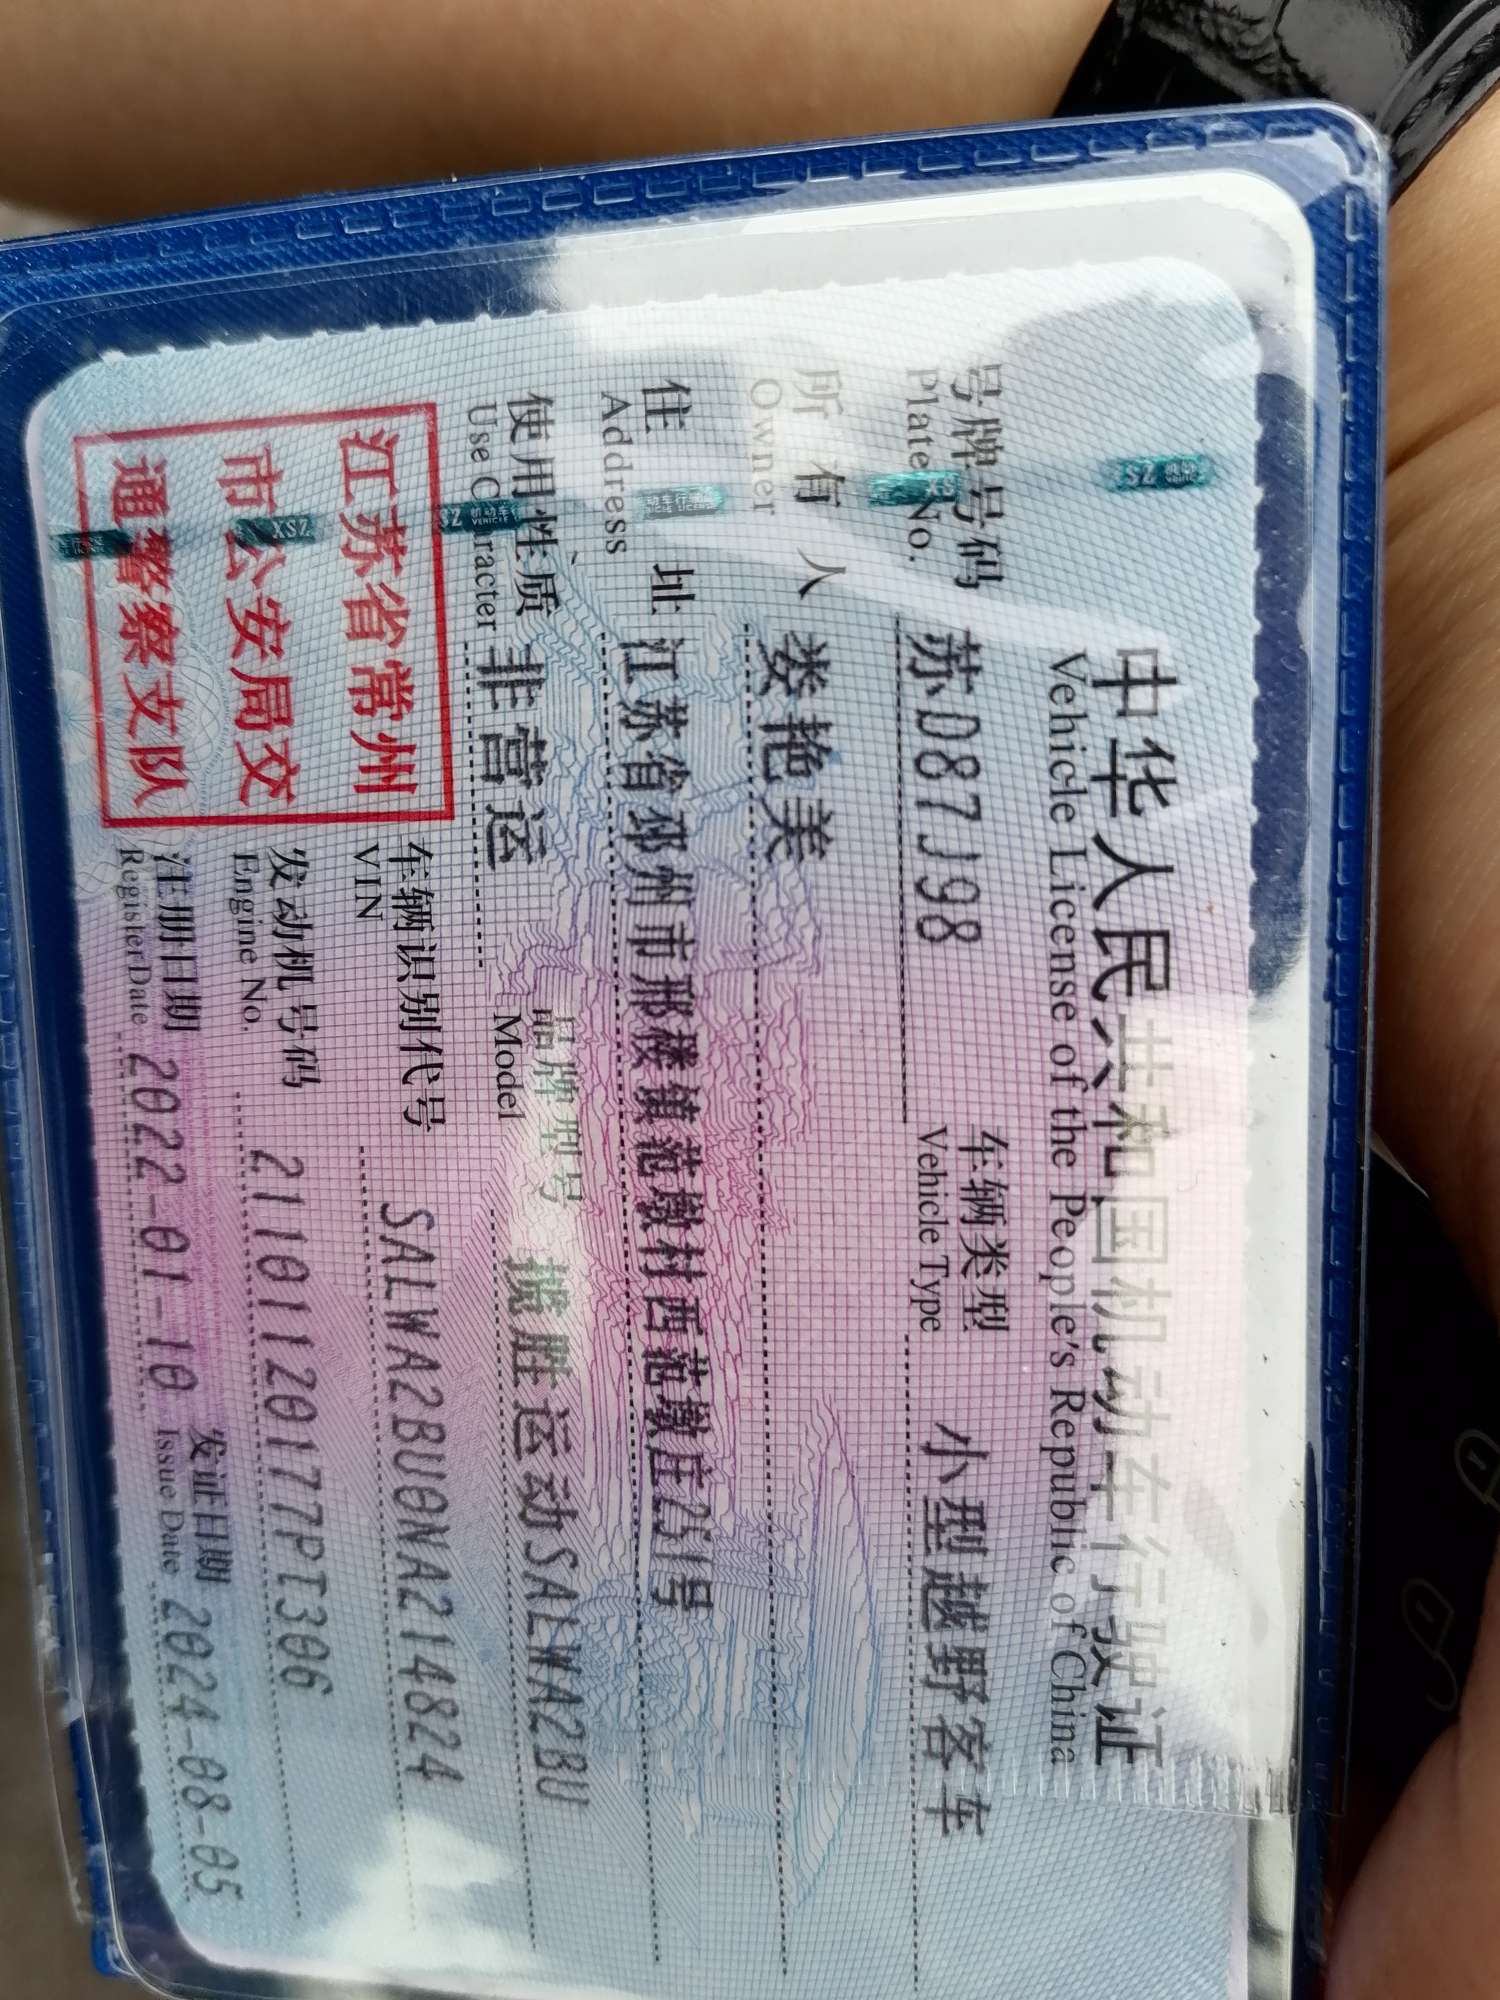 中华人民共和国机动车行驶证
Vehicle License of the People's Republic of China
号牌号码 苏D87J98 车辆类型 小型越野客车
Plate No. Vehicle Type
所有人 娄艳美
Owner
住址 江苏省邳州市邢楼镇范墩村西范墩庄251号
Address
使用性质 非营运 品牌型号 揽胜运动SALWA2BU
Use Character Model
江苏省常州
市公安局交
通警察支队
车辆识别代号 SALWA2BU0NA214824
VIN
发动机号码 21101120177PT306
Engine No.
注册日期 2022-01-10 发证日期 2024-08-05
Register Date Issue Date